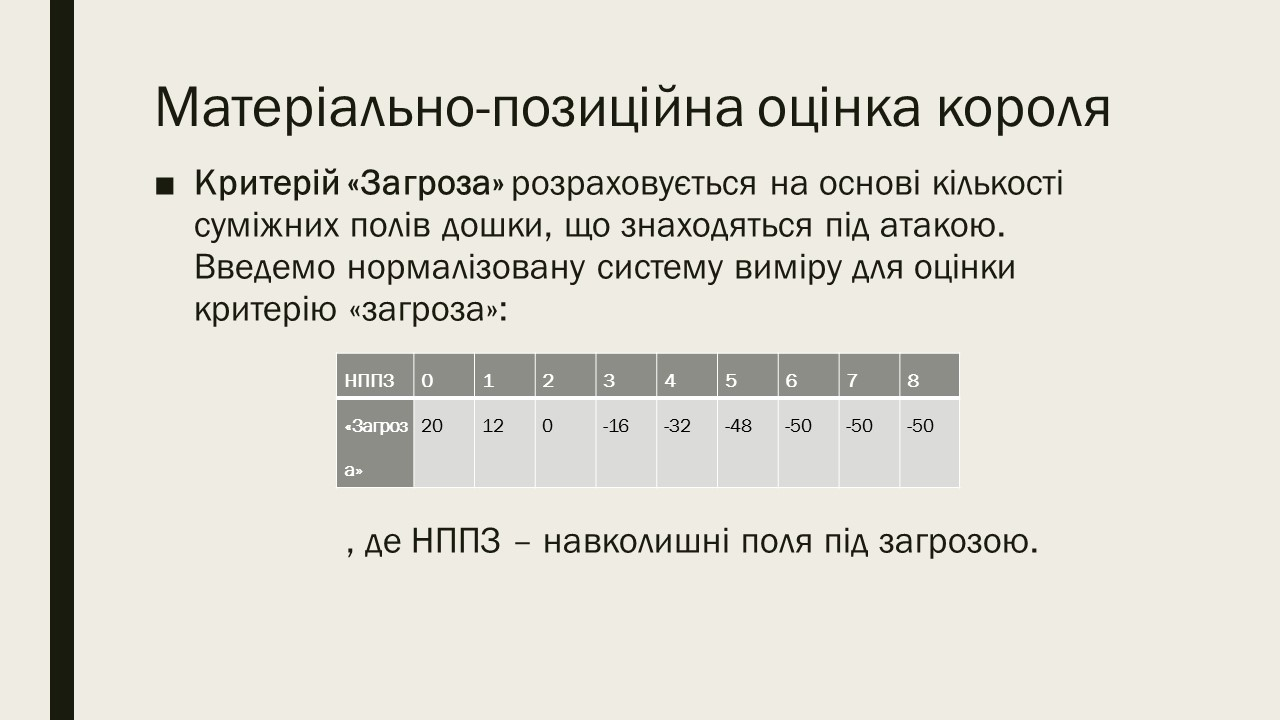 Матеріально-позиційна оцінка короля
■ Критерій «Загроза» розраховується на основі кількості
суміжних полів дошки, що знаходяться під атакою.
Введемо нормалізовану систему виміру для оцінки
критерію «загроза»:
НППЗ 0 1 2 3 4 5 6 7 8
«Загроз 20 12 0 -16 -32 -48 -50 -50 -50
а»
, де НППЗ – навколишні поля під загрозою.